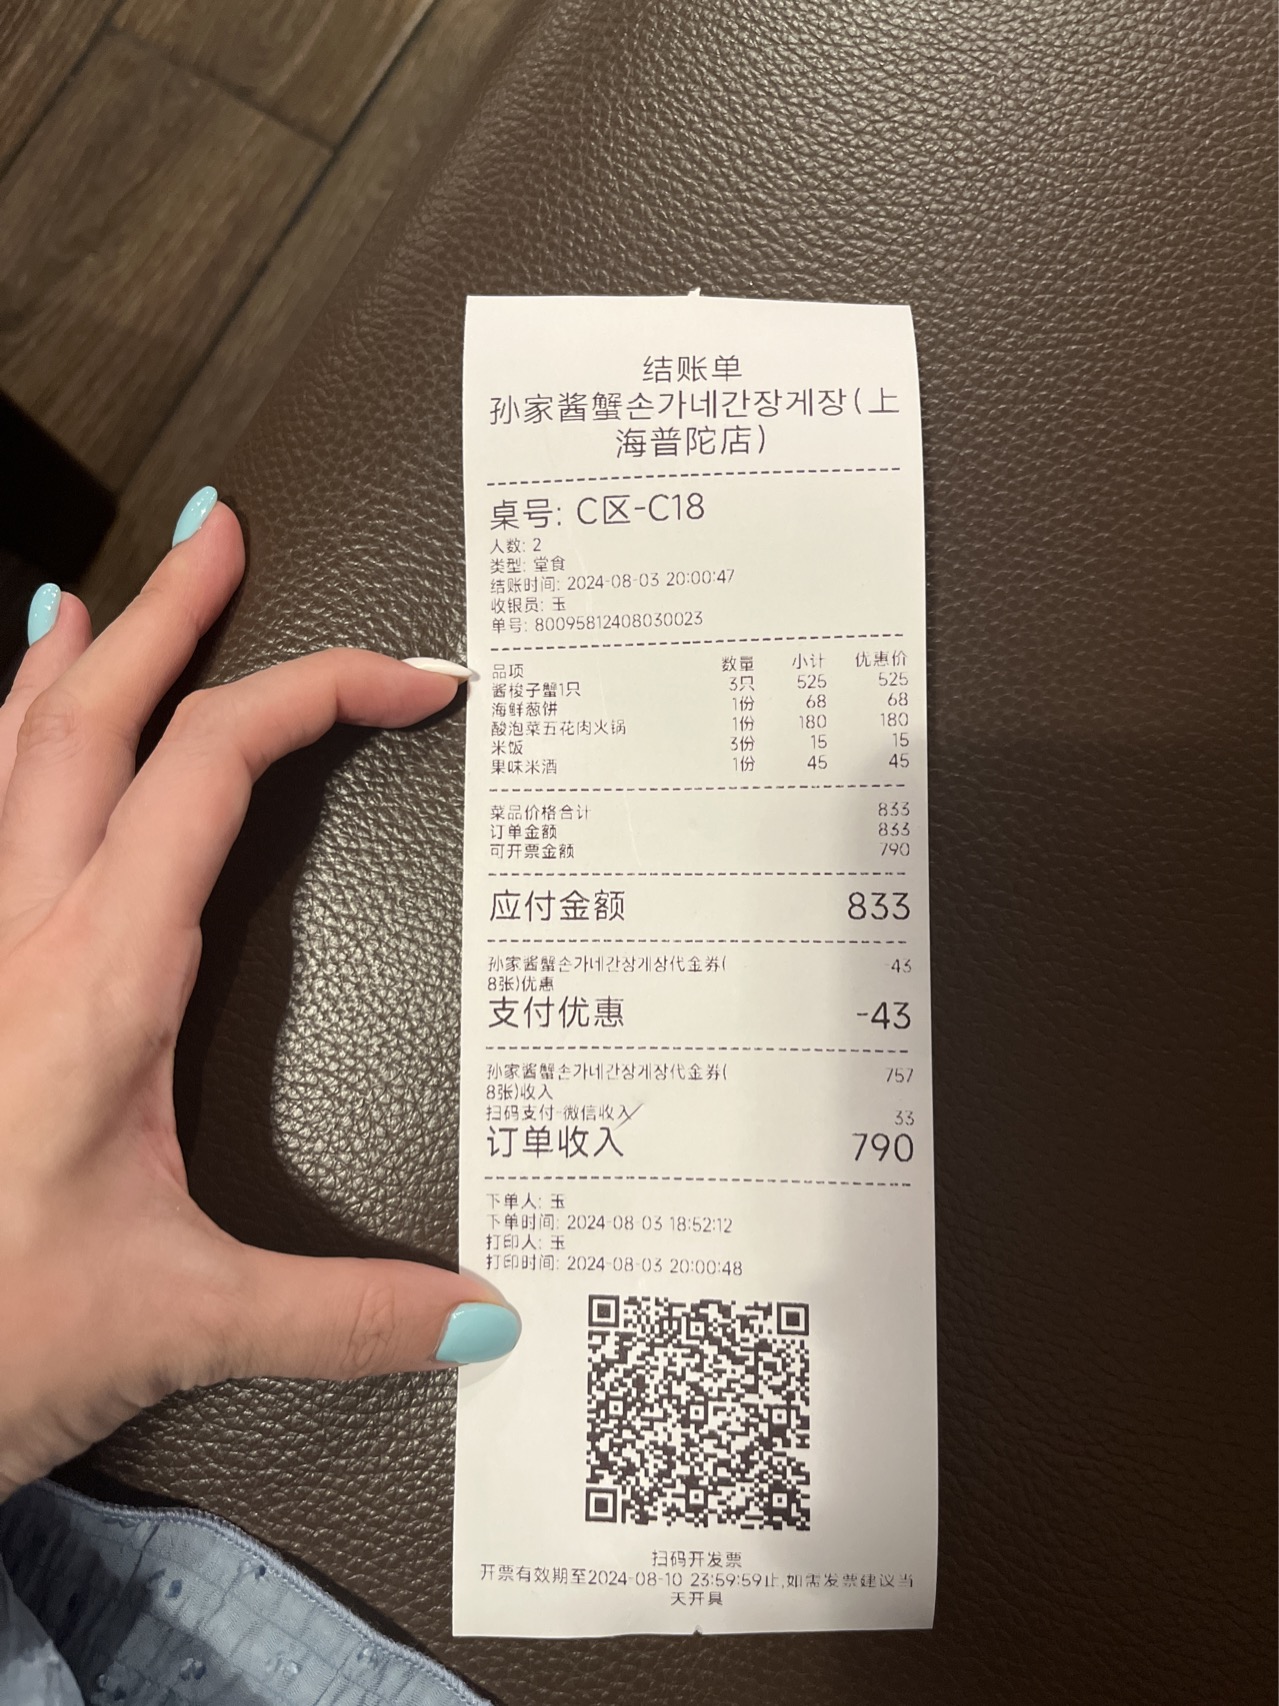 结账单
孙家酱蟹손가네간장게장(上
海普陀店)
桌号: C区-C18
人数: 2
类型: 堂食
结账时间: 2024-08-03 20:00:47
收银员: 玉
单号: 80095812408030023
品项 数量 小计 优惠价
酱梭子蟹1只 3只 525 525
海鲜葱饼 1份 68 68
酸泡菜五花肉火锅 1份 180 180
米饭 3份 15 15
果味米酒 1份 45 45
菜品价格合计 833
订单金额 833
可开票金额 790
应付金额 833
孙家酱蟹손가네간장게장代金券( -43
8张)优惠
支付优惠 -43
孙家酱蟹손가네간장게장代金券( 757
8张)收入
扫码支付-微信收入 33
订单收入 790
下单人: 玉
下单时间: 2024-08-03 18:52:12
打印人: 玉
打印时间: 2024-08-03 20:00:48
扫码开发票
开票有效期至2024-08-10 23:59:59止,如需发票建议当
天开具